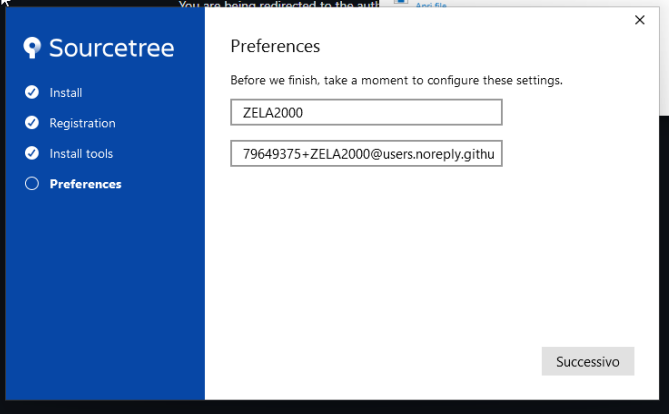 You are being redirected to the auth
Apri file
Sourcetree
Install
Registration
Install tools
Preferences
Preferences
Before we finish, take a moment to configure these settings.
ZELA2000
79649375+ZELA2000@users.noreply.githu
Successivo